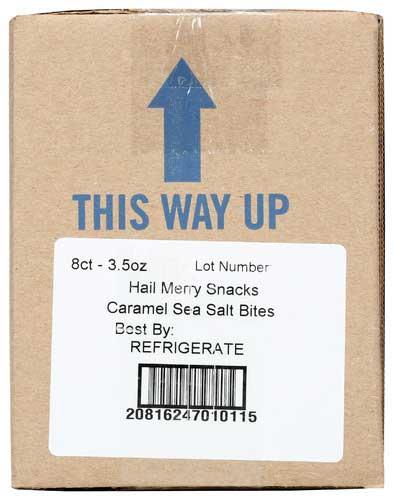 THIS WAY UP
8ct - 3.5oz Lot Number
Hail Merry Snacks
Caramel Sea Salt Bites
Best By:
REFRIGERATE
20816247010115